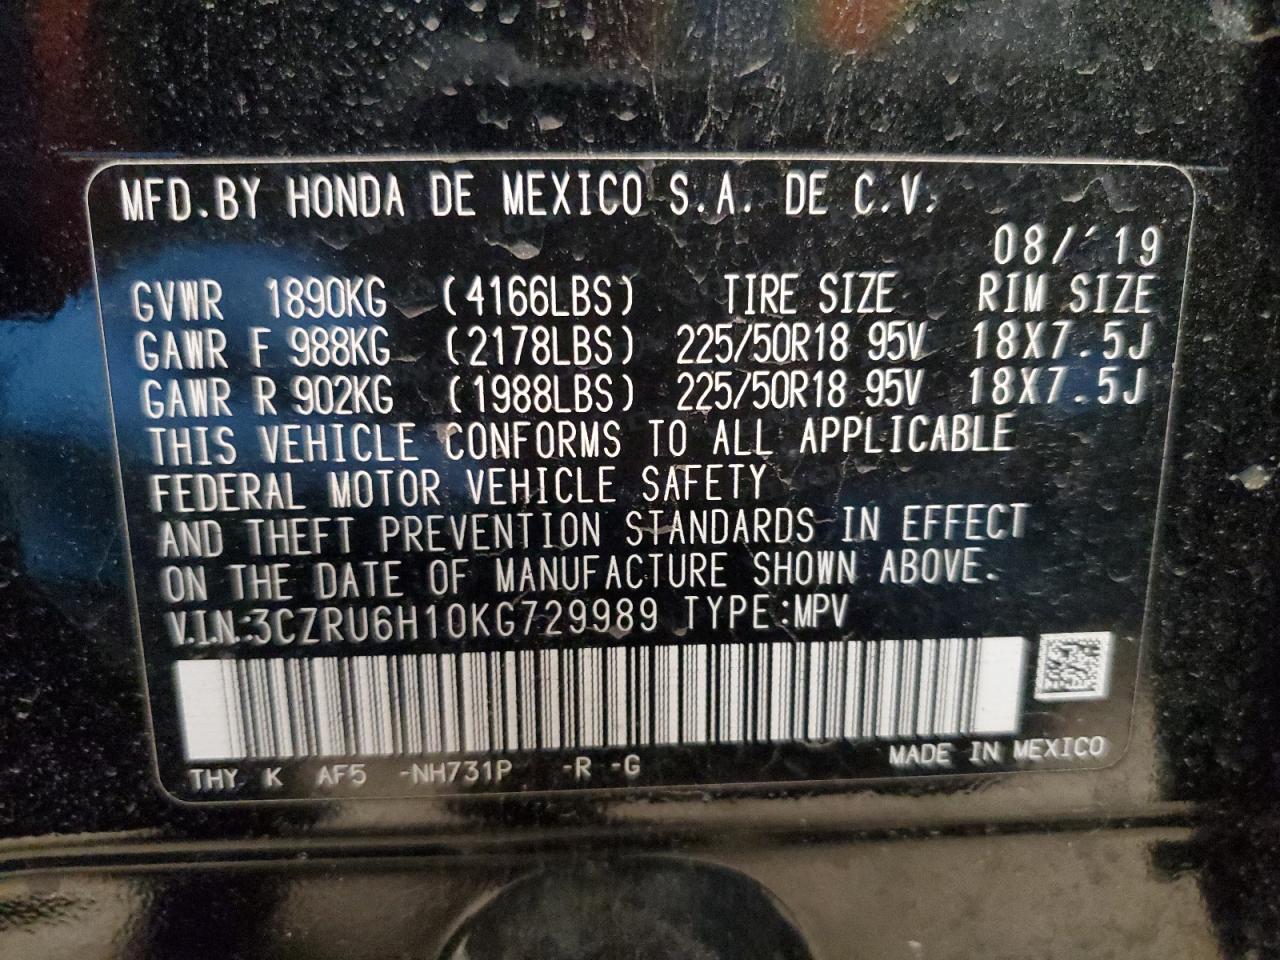 MFD.BY HONDA DE MEXICO S.A. DE C.V.
08/ 19
GVWR 1890KG (4166LBS) TIRE SIZE RIM SIZE
GAWR F 988KG (2178LBS) 225/50R18 95V 18X7.5J
GAWR R 902KG (1988LBS) 225/50R18 95V 18X7.5J
THIS VEHICLE CONFORMS TO ALL APPLICABLE
FEDERAL MOTOR VEHICLE SAFETY
AND THEFT PREVENTION STANDARDS IN EFFECT
ON THE DATE OF MANUFACTURE SHOWN ABOVE.
V.I.N.:3CZRU6H10KG729989 TYPE:MPV
THY K AF5 -NH731P -R -G MADE IN MEXICO